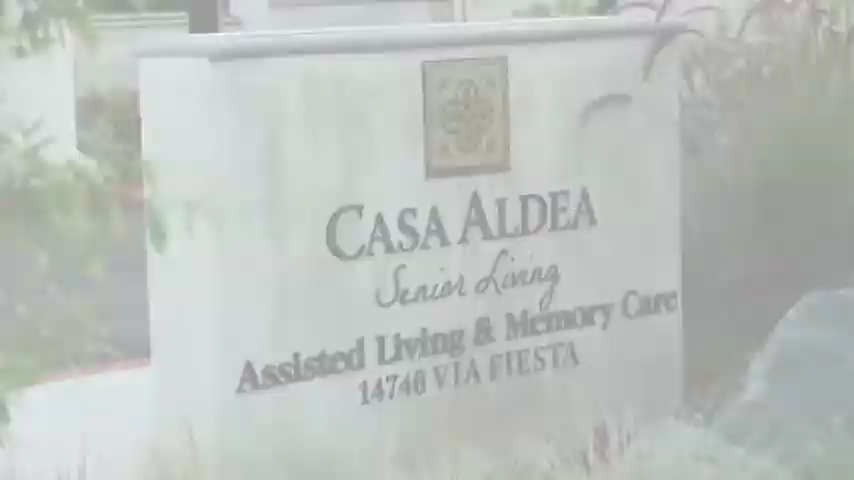 CASA ALDEA
Senior Living
Assisted Living & Memory Care
14740 VIA FIESTA